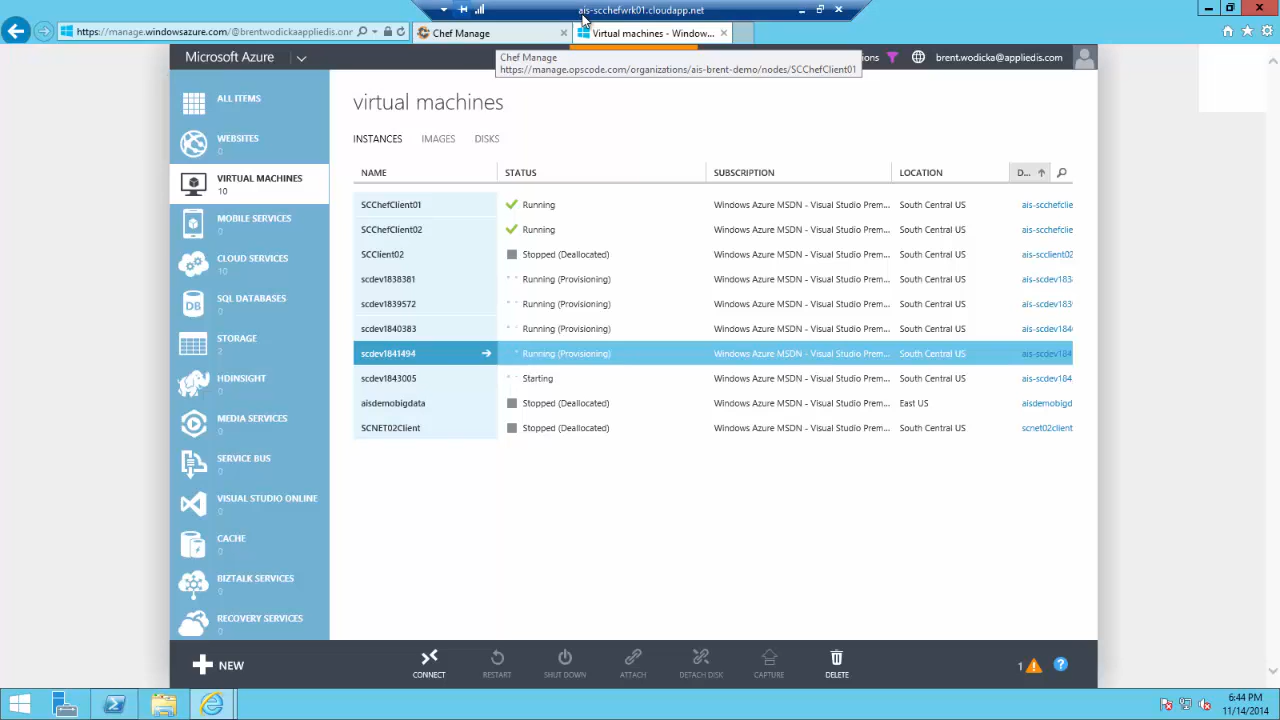 ais-scchefwrk01.cloudapp.net
https://manage.windowsazure.com/@brentwodickaappliedis.onr
Chef Manage
Virtual machines - Window...
Microsoft Azure
Chef Manage
https://manage.opscode.com/organizations/ais-brent-demo/nodes/SCChefClient01
ions
brent.wodicka@appliedis.com
ALL ITEMS
WEBSITES
0
VIRTUAL MACHINES
10
MOBILE SERVICES
0
CLOUD SERVICES
10
SQL DATABASES
0
STORAGE
2
HDINSIGHT
0
MEDIA SERVICES
0
SERVICE BUS
0
VISUAL STUDIO ONLINE
0
CACHE
0
BIZTALK SERVICES
0
RECOVERY SERVICES
0
virtual machines
INSTANCES IMAGES DISKS
NAME STATUS SUBSCRIPTION LOCATION D...
SCChefClient01 Running Windows Azure MSDN - Visual Studio Prem... South Central US ais-scchefclie
SCChefClient02 Running Windows Azure MSDN - Visual Studio Prem... South Central US ais-scchefclie
SCClient02 Stopped (Deallocated) Windows Azure MSDN - Visual Studio Prem... South Central US ais-scclient02
scdev1838381 Running (Provisioning) Windows Azure MSDN - Visual Studio Prem... South Central US ais-scdev183
scdev1839572 Running (Provisioning) Windows Azure MSDN - Visual Studio Prem... South Central US ais-scdev183
scdev1840383 Running (Provisioning) Windows Azure MSDN - Visual Studio Prem... South Central US ais-scdev184
scdev1841494 Running (Provisioning) Windows Azure MSDN - Visual Studio Prem... South Central US ais-scdev184
scdev1843005 Starting Windows Azure MSDN - Visual Studio Prem... South Central US ais-scdev184
aisdemobigdata Stopped (Deallocated) Windows Azure MSDN - Visual Studio Prem... East US aisdemobigd
SCNET02Client Stopped (Deallocated) Windows Azure MSDN - Visual Studio Prem... South Central US scnet02client
NEW
CONNECT RESTART SHUT DOWN ATTACH DETACH DISK CAPTURE DELETE
1
6:44 PM
11/14/2014